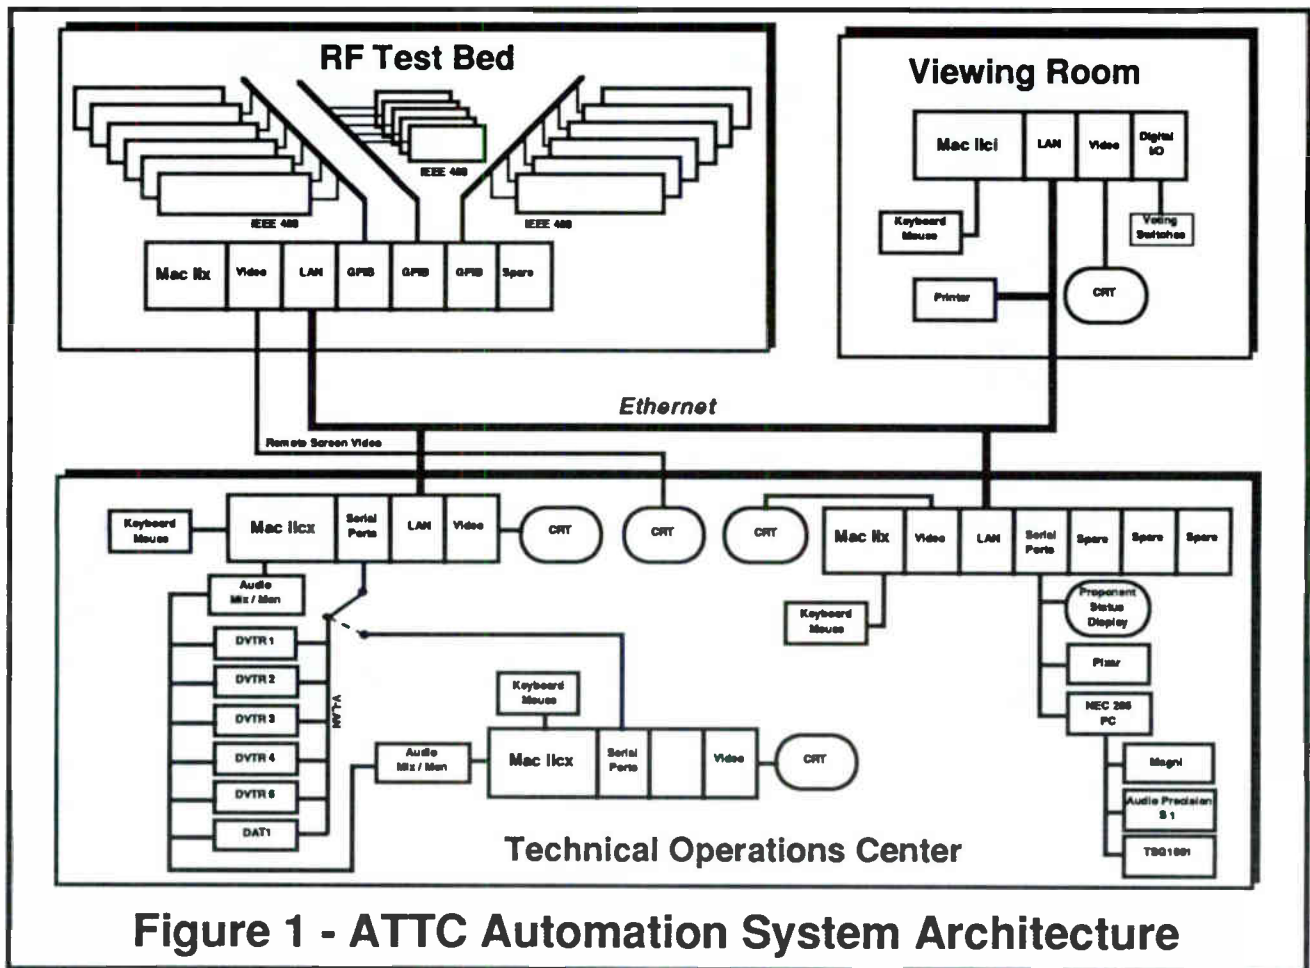 RF Test Bed
IEEE 488
IEEE 488
IEEE 488
Mac IIx
Video
LAN
GPIB
GPIB
GPIB
Spare
Viewing Room
Mac IIci
LAN
Video
Digital
I/O
Keyboard
Mouse
Voting
Switches
Printer
CRT
Ethernet
Remote Screen Video
Keyboard
Mouse
Mac IIcx
Serial
Ports
LAN
Video
CRT
CRT
CRT
Mac IIx
Video
LAN
Serial
Ports
Spare
Spare
Spare
Audio
Mix / Mon
DVTR 1
DVTR 2
DVTR 3
DVTR 4
DVTR 5
DAT1
V-LAN
Keyboard
Mouse
Proponent
Status
Display
Pixar
NEC 286
PC
Magni
Audio Precision
S 1
TSG1001
Keyboard
Mouse
Audio
Mix / Mon
Mac IIcx
Serial
Ports
Video
CRT
Technical Operations Center
Figure 1 - ATTC Automation System Architecture